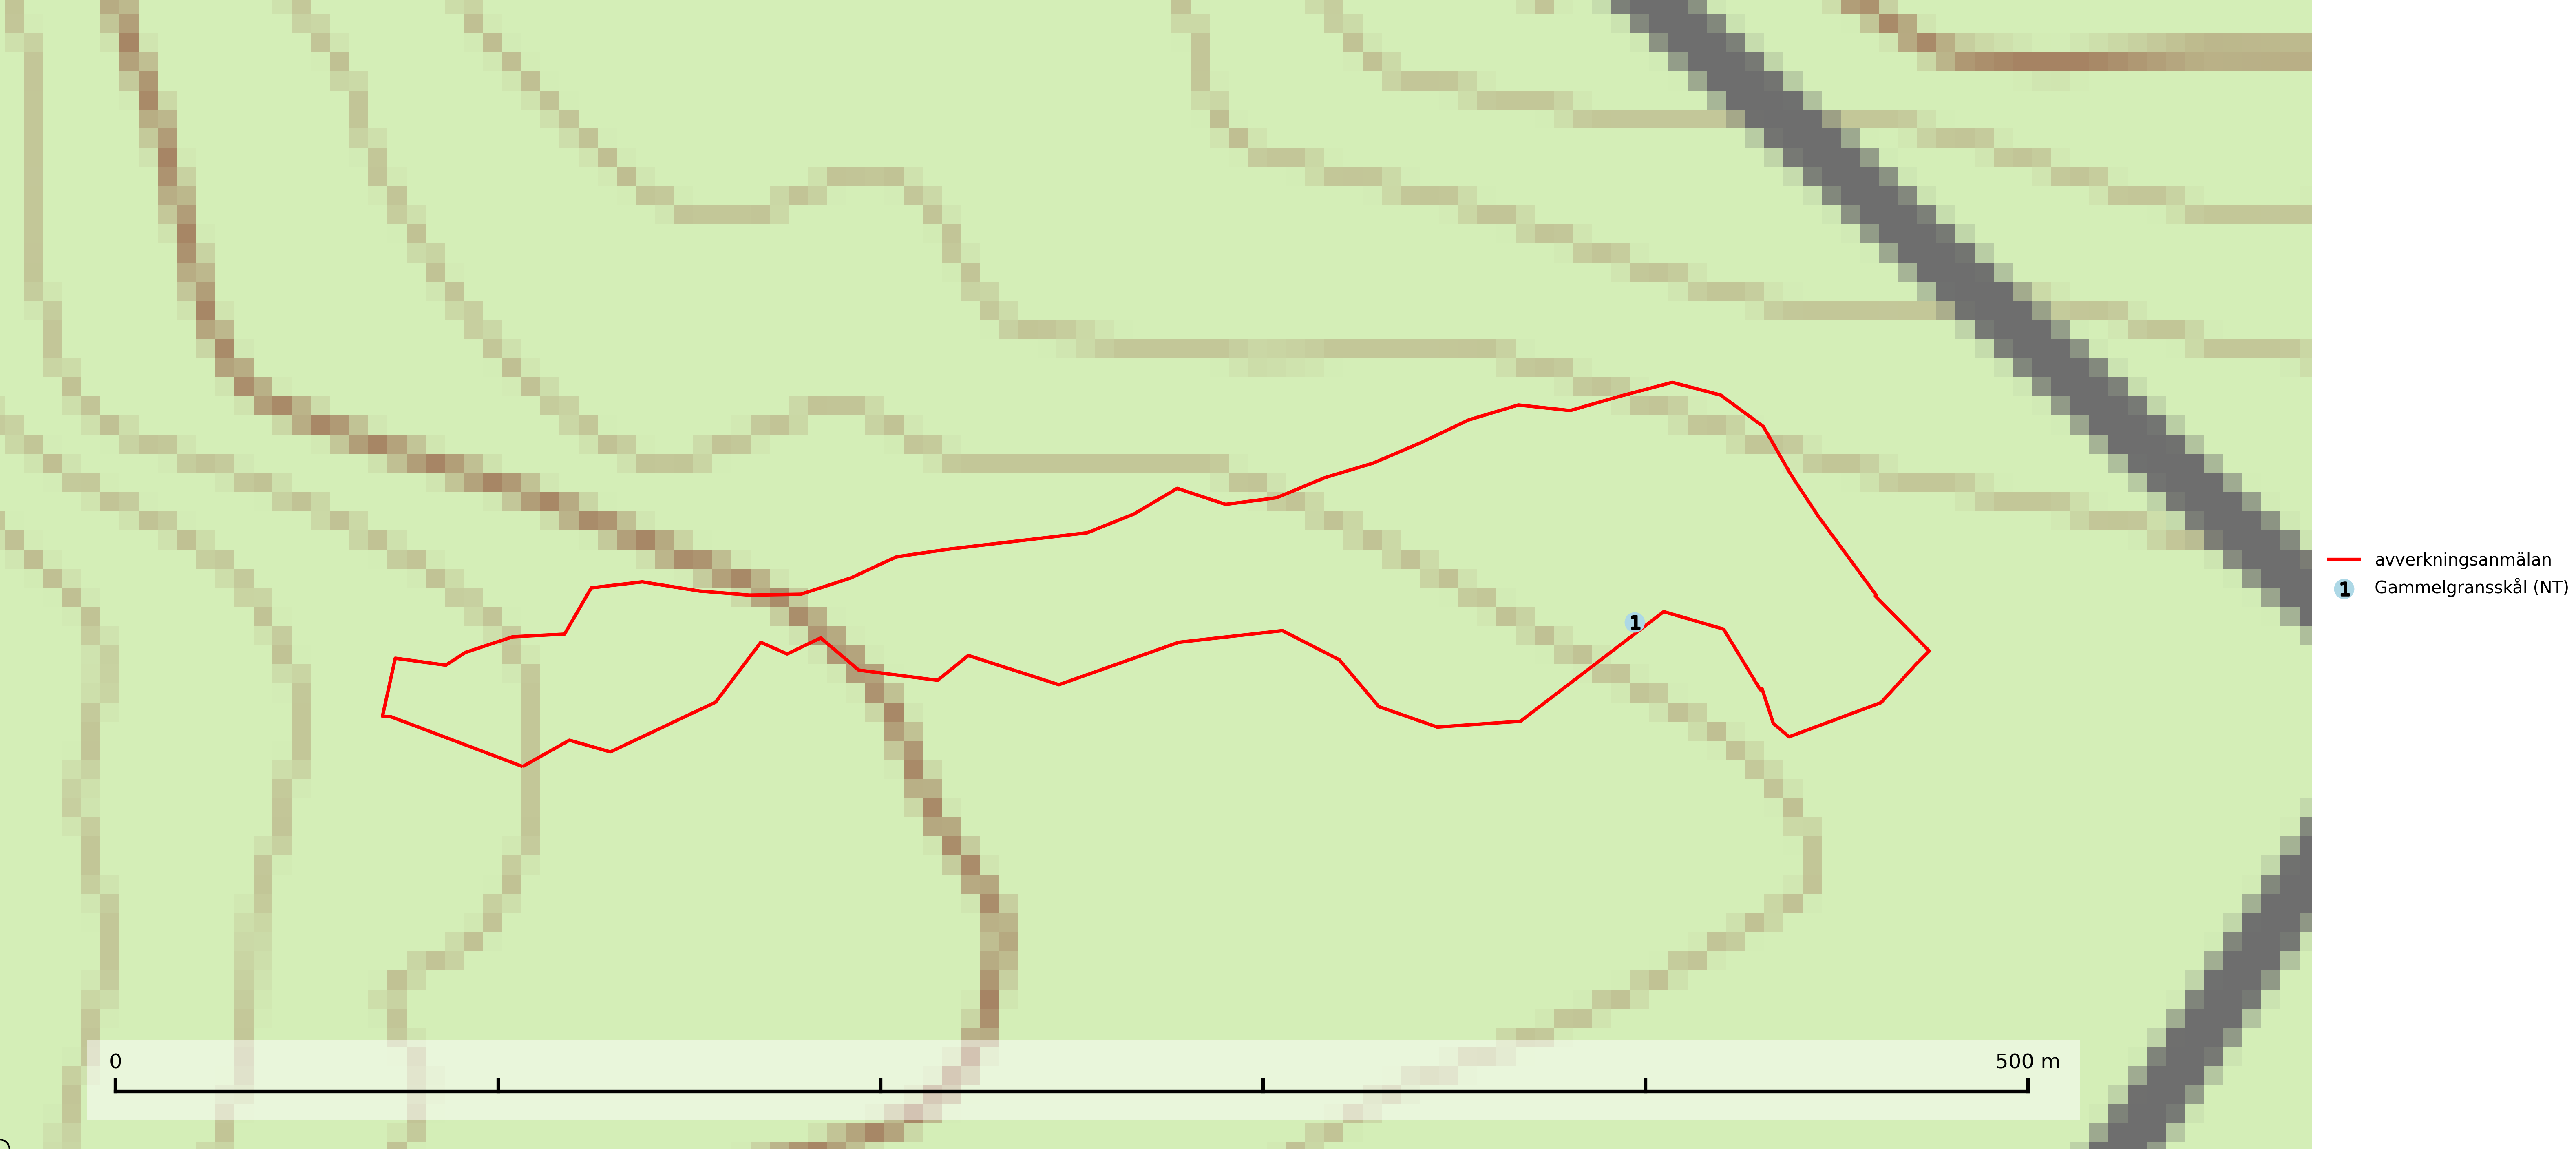 1
avverkningsanmälan
1 Gammelgransskål (NT)
0 500 m